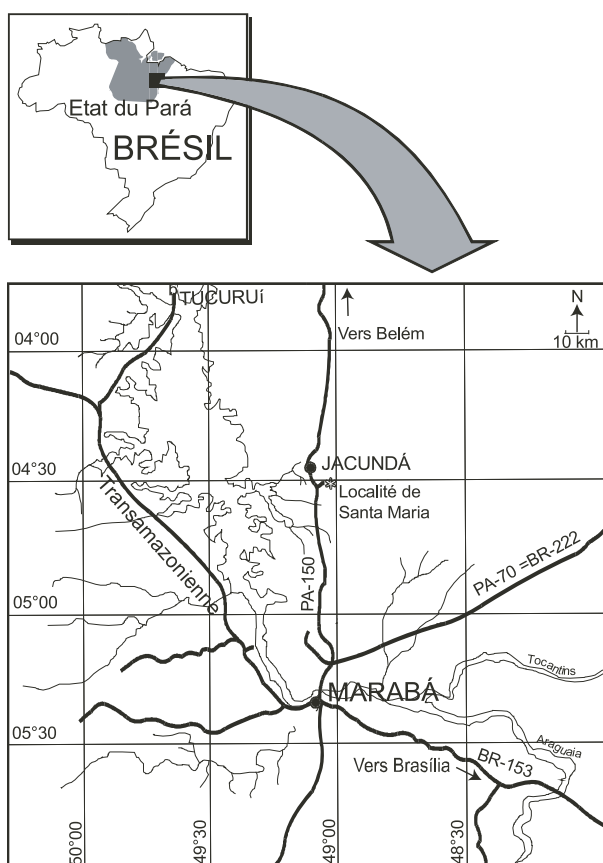 Etat du Pará
BRÉSIL
TUCURUí
Vers Belém
N
10 km
04°00
JACUNDÁ
04°30
Localité de
Santa Maria
Transamazonienne
PA-150
PA-70 =BR-222
05°00
Tocantins
MARABÁ
Araguaia
05°30
BR-153
Vers Brasília
50°00
49°30
49°00
48°30